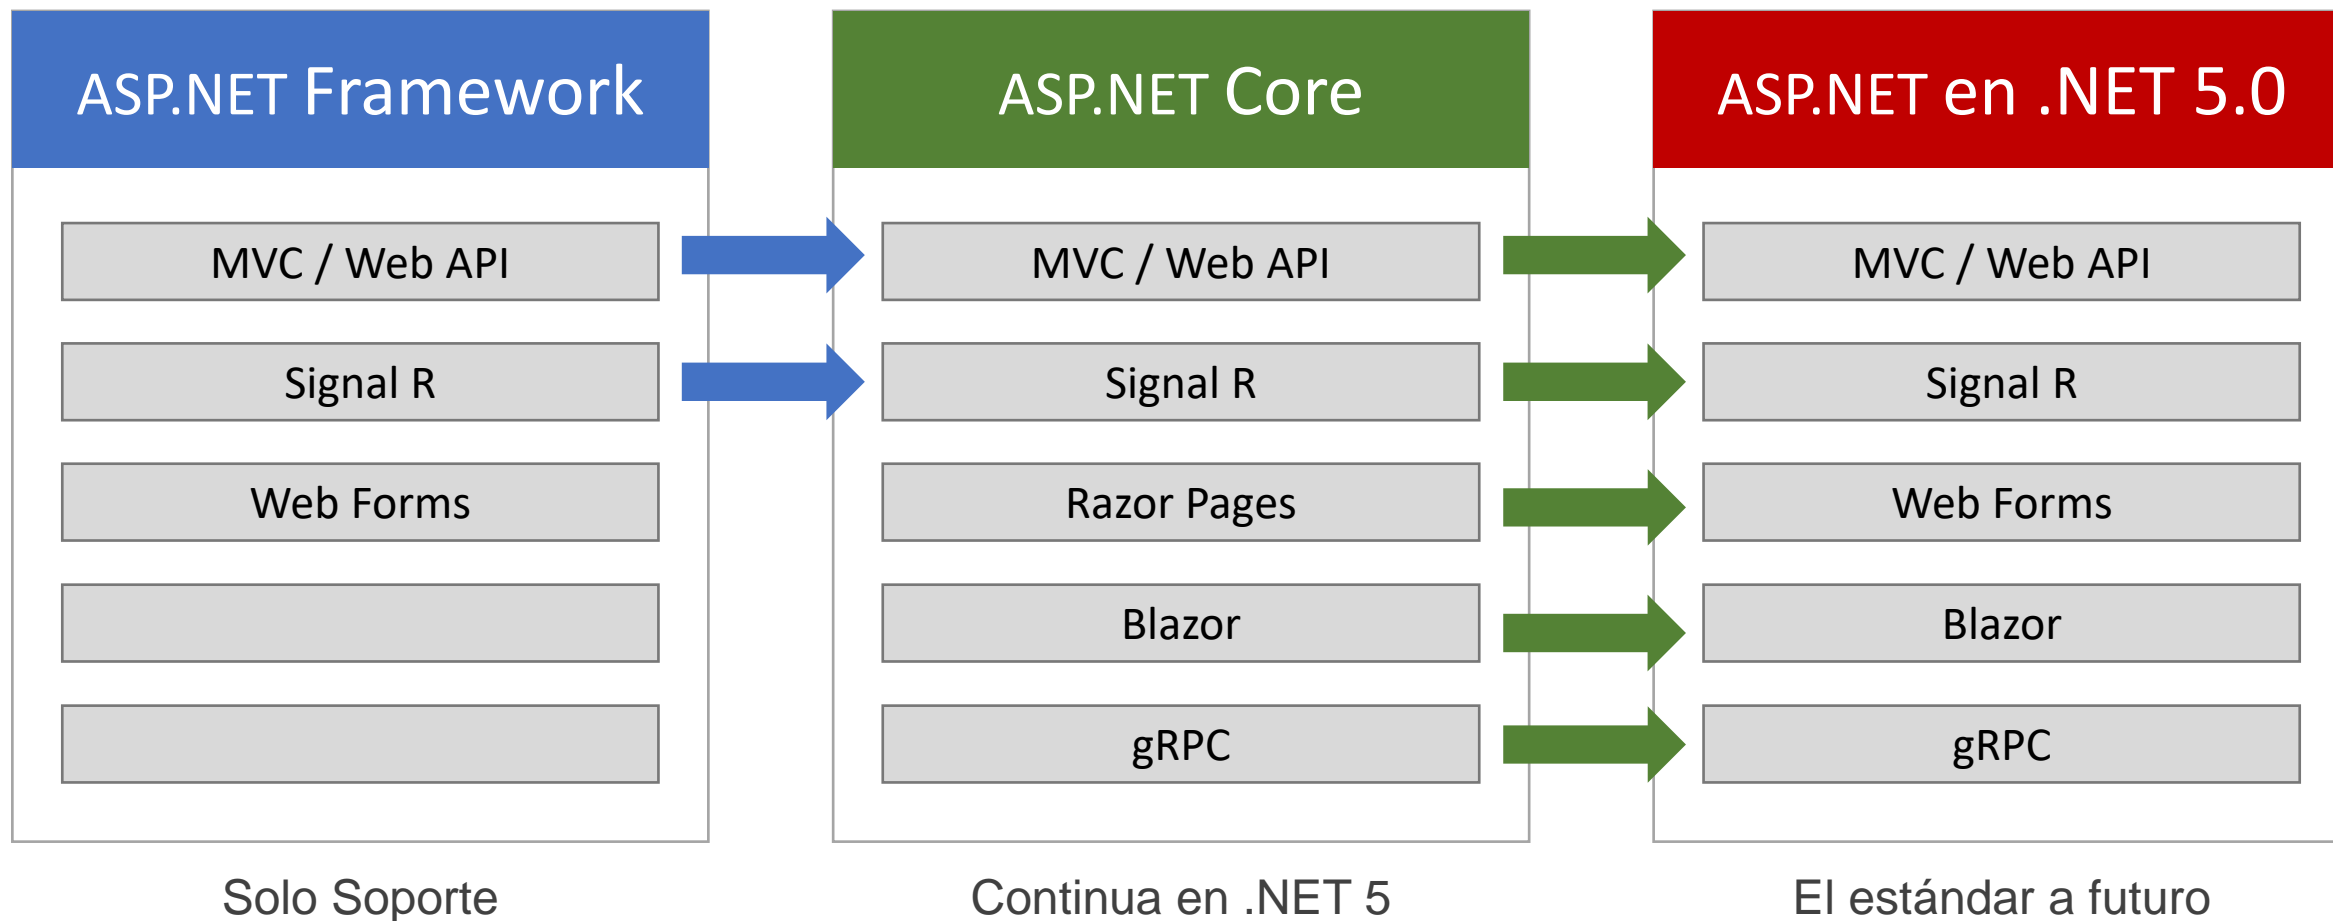 ASP.NET Framework
MVC / Web API
Signal R
Web Forms
Solo Soporte
ASP.NET Core
MVC / Web API
Signal R
Razor Pages
Blazor
gRPC
Continua en .NET 5
ASP.NET en .NET 5.0
MVC / Web API
Signal R
Web Forms
Blazor
gRPC
El estándar a futuro